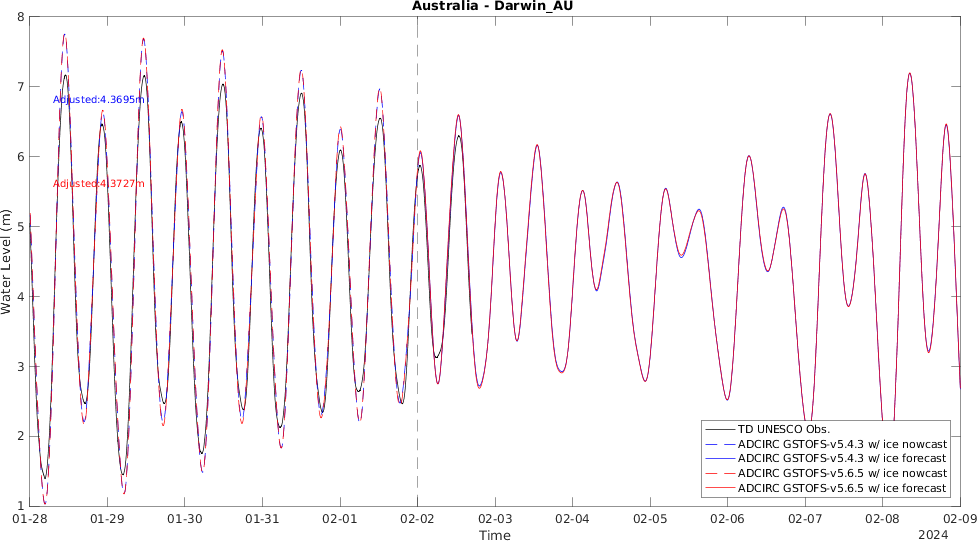 Australia - Darwin_AU
8
7
6
5
4
3
2
1
Water Level (m)
Adjusted:4.3695m
Adjusted:4.3727m
TD UNESCO Obs.
ADCIRC GSTOFS-v5.4.3 w/ ice nowcast
ADCIRC GSTOFS-v5.4.3 w/ ice forecast
ADCIRC GSTOFS-v5.6.5 w/ ice nowcast
ADCIRC GSTOFS-v5.6.5 w/ ice forecast
01-28 01-29 01-30 01-31 02-01 02-02 02-03 02-04 02-05 02-06 02-07 02-08 02-09
Time
2024